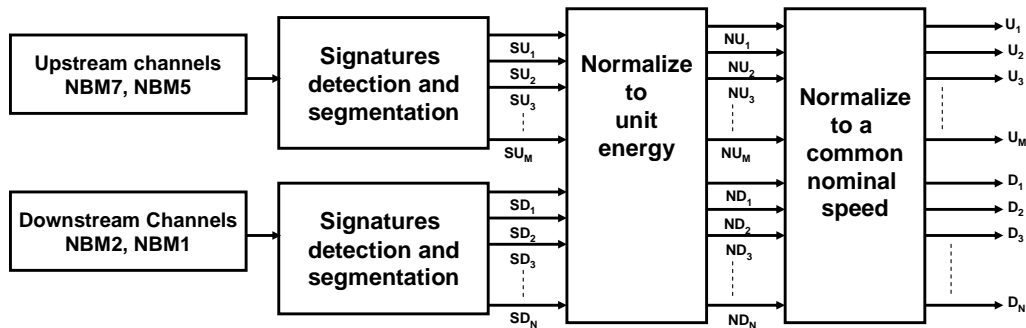 Upstream channels
NBM7, NBM5
Signatures
detection and
segmentation
SU1
SU2
SU3
SUM
Downstream Channels
NBM2, NBM1
Signatures
detection and
segmentation
SD1
SD2
SD3
SDN
Normalize
to
unit
energy
NU1
NU2
NU3
NUM
ND1
ND2
ND3
NDN
Normalize
to a
common
nominal
speed
U1
U2
U3
UM
D1
D2
D3
DN